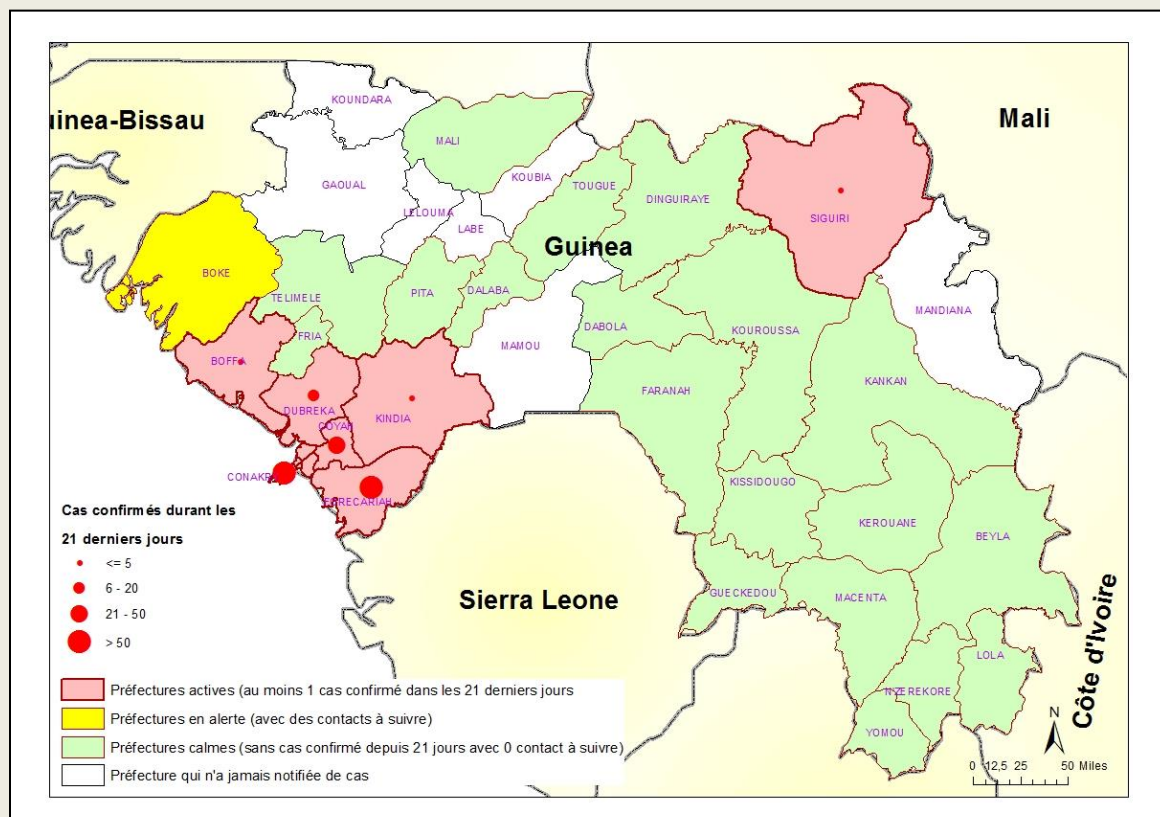 KOUNDARA
uinea-Bissau
Mali
MALI
KOUBIA
GAOUAL
TOUGUE
DINGUIRAYE
LELOUMA
SIGUIRI
LABE
Guinea
BOKE
PITA
DALABA
TELIMELE
MANDIANA
DABOLA
KOUROUSSA
FRIA
MAMOU
BOFFA
KANKAN
FARANAH
DUBREKA
KINDIA
COYAH
CONAKR
ERRECARIAH
KISSIDOUGO
KEROUANE
BEYLA
Cas confirmés durant les
21 derniers jours
<= 5
6 - 20
21 - 50
> 50
GUECKEDOU
MACENTA
Sierra Leone
Côte d'Ivoire
LOLA
N'ZEREKORE
YOMOU
Préfectures actives (au moins 1 cas confirmé dans les 21 derniers jours
Préfectures en alerte (avec des contacts à suivre)
Préfectures calmes (sans cas confirmé depuis 21 jours avec 0 contact à suivre)
Préfecture qui n'a jamais notifiée de cas
N
0 12,5 25 50 Miles